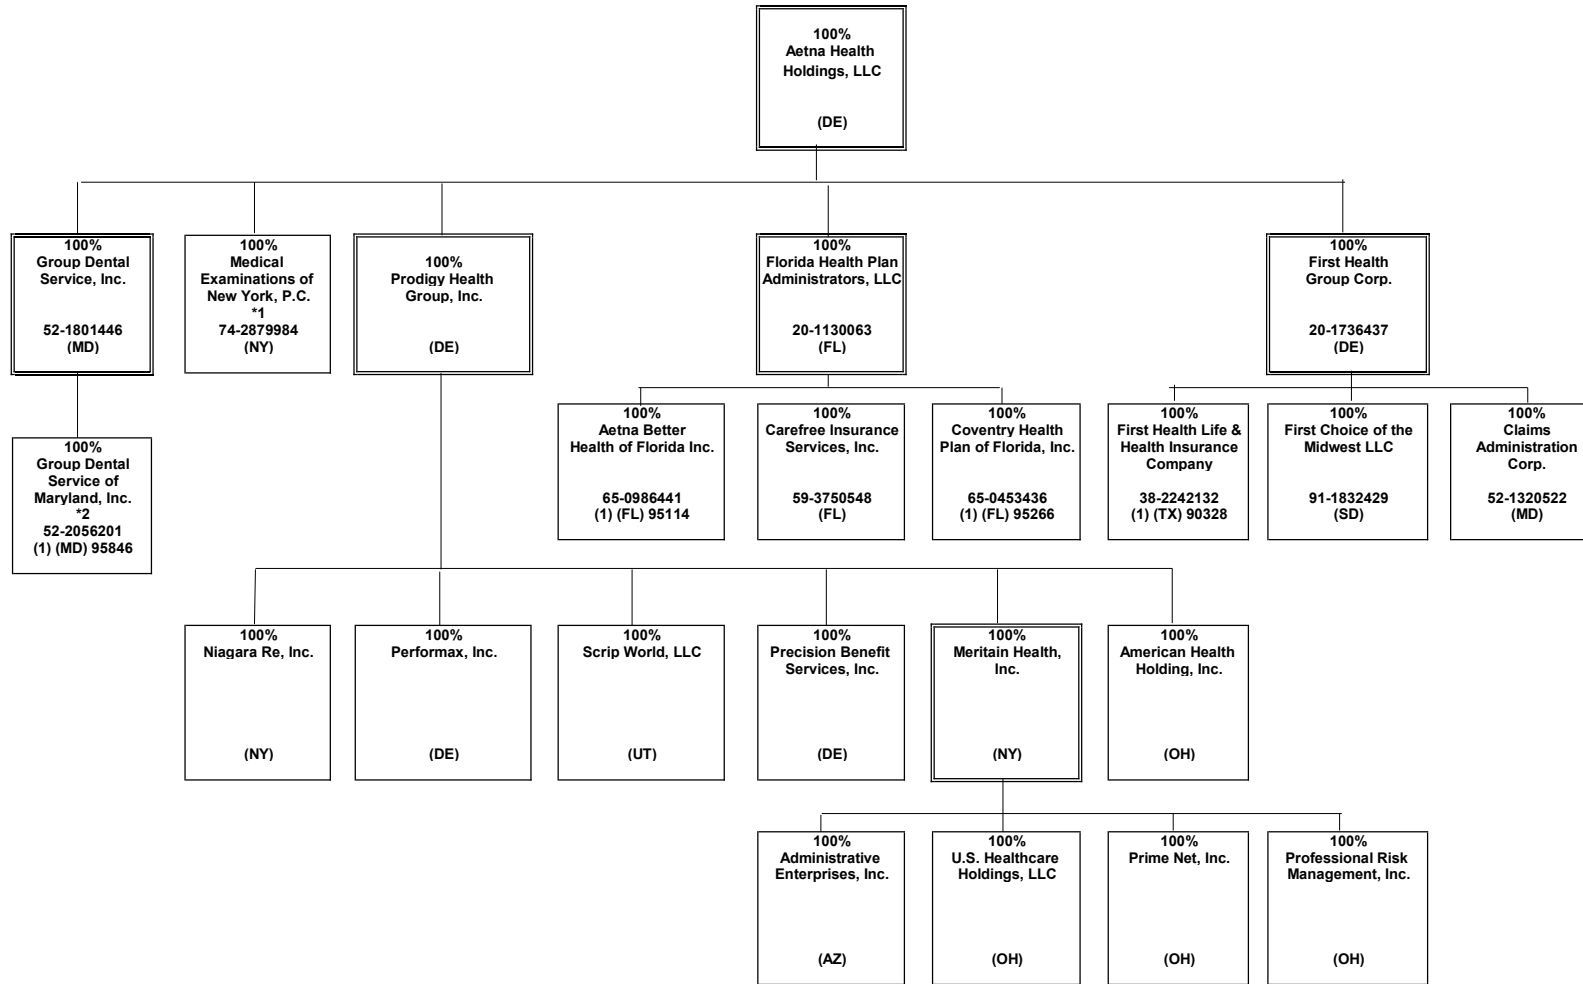 100%
Aetna Health
Holdings, LLC
(DE)
100%
Group Dental
Service, Inc.
52-1801446
(MD)
100%
Medical
Examinations of
New York, P.C.
*1
74-2879984
(NY)
100%
Prodigy Health
Group, Inc.
(DE)
100%
Florida Health Plan
Administrators, LLC
20-1130063
(FL)
100%
First Health
Group Corp.
20-1736437
(DE)
100%
Group Dental
Service of
Maryland, Inc.
*2
52-2056201
(1) (MD) 95846
100%
Aetna Better
Health of Florida Inc.
65-0986441
(1) (FL) 95114
100%
Carefree Insurance
Services, Inc.
59-3750548
(FL)
100%
Coventry Health
Plan of Florida, Inc.
65-0453436
(1) (FL) 95266
100%
First Health Life &
Health Insurance
Company
38-2242132
(1) (TX) 90328
100%
First Choice of the
Midwest LLC
91-1832429
(SD)
100%
Claims
Administration
Corp.
52-1320522
(MD)
100%
Niagara Re, Inc.
(NY)
100%
Performax, Inc.
(DE)
100%
Scrip World, LLC
(UT)
100%
Precision Benefit
Services, Inc.
(DE)
100%
Meritain Health,
Inc.
(NY)
100%
American Health
Holding, Inc.
(OH)
100%
Administrative
Enterprises, Inc.
(AZ)
100%
U.S. Healthcare
Holdings, LLC
(OH)
100%
Prime Net, Inc.
(OH)
100%
Professional Risk
Management, Inc.
(OH)